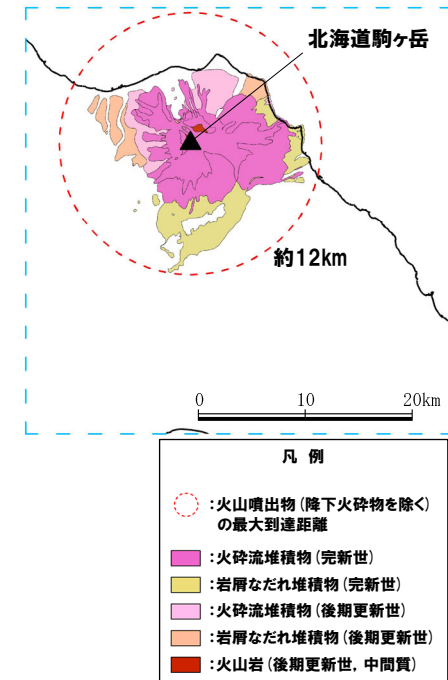 北海道駒ヶ岳
約12km
0 10 20km
凡 例
:火山噴出物(降下火砕物を除く)
の最大到達距離
:火砕流堆積物(完新世)
:岩屑なだれ堆積物(完新世)
:火砕流堆積物(後期更新世)
:岩屑なだれ堆積物(後期更新世)
:火山岩(後期更新世，中間質)